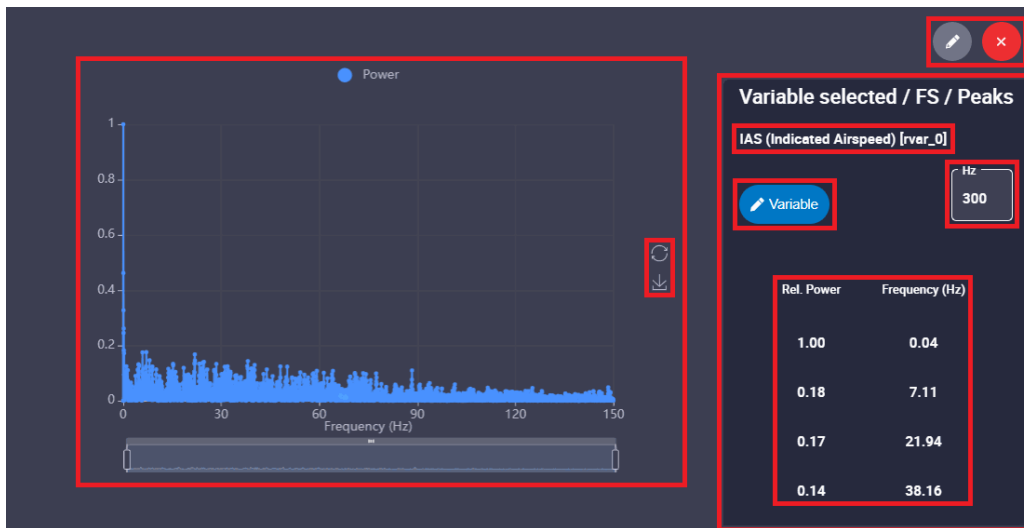 Power
1
0.8
0.6
0.4
0.2
0
0 30 60 90 120 150
Frequency (Hz)
Variable selected / FS / Peaks
IAS (Indicated Airspeed) [rvar_0]
Variable
Hz
300
Rel. Power Frequency (Hz)
1.00 0.04
0.18 7.11
0.17 21.94
0.14 38.16